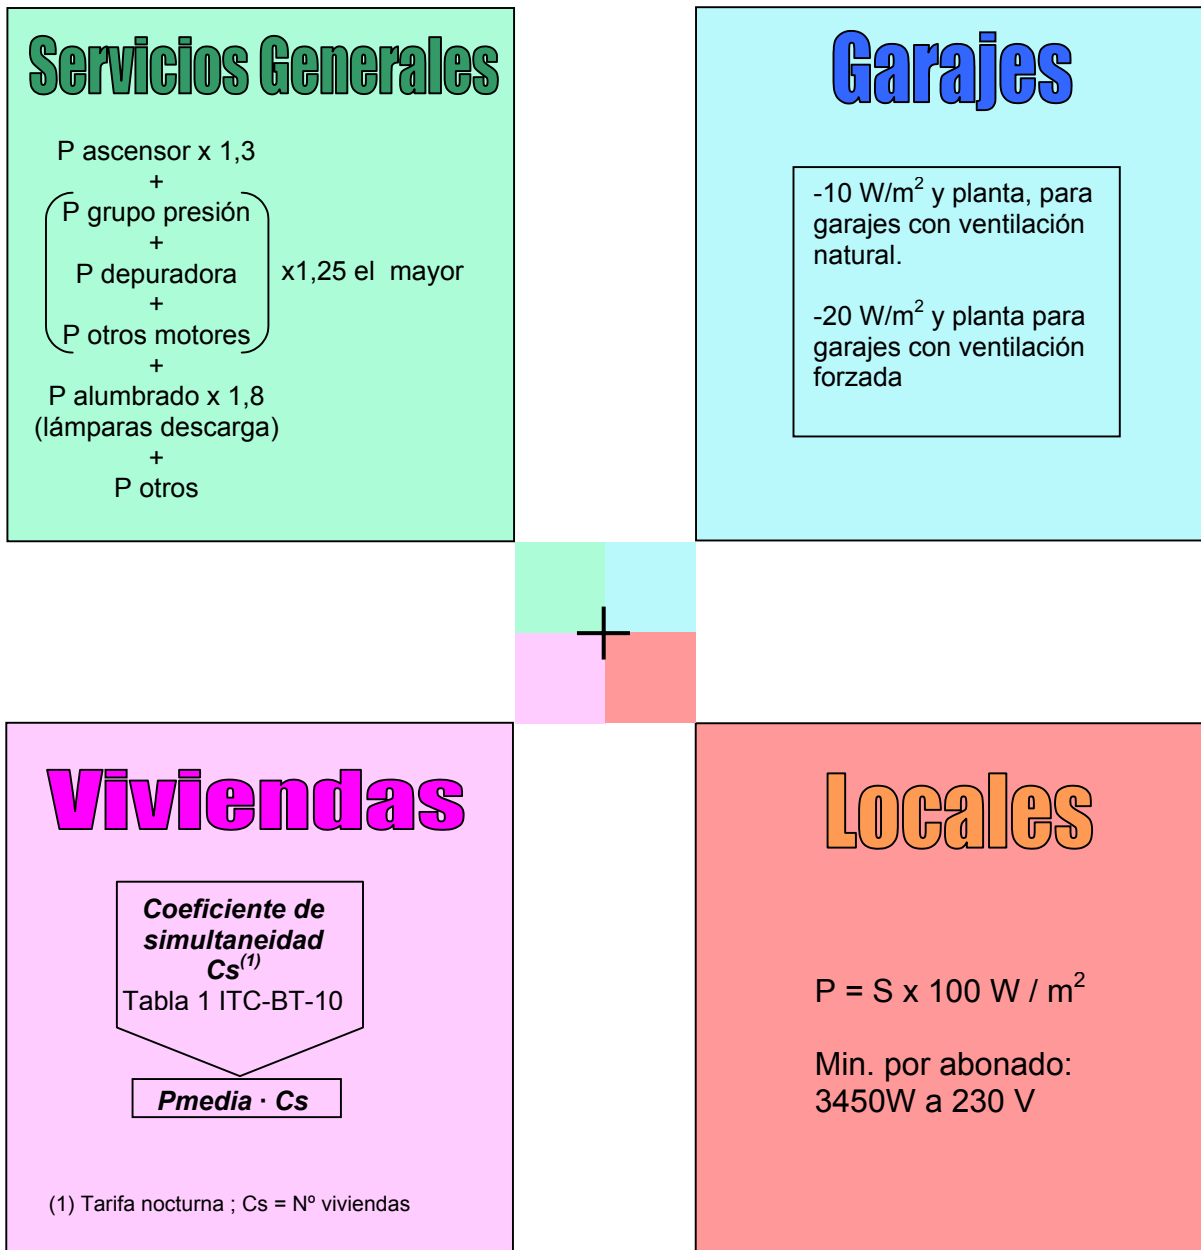 Servicios Generales
P ascensor x 1,3
+
P grupo presión
+
P depuradora
+
P otros motores
x1,25 el mayor
+
P alumbrado x 1,8
(lámparas descarga)
+
P otros
Garajes
-10 W/m² y planta, para
garajes con ventilación
natural.
-20 W/m² y planta para
garajes con ventilación
forzada
+
Viviendas
Coeficiente de
simultaneidad
Cs⁽¹⁾
Tabla 1 ITC-BT-10
Pmedia · Cs
(1) Tarifa nocturna ; Cs = Nº viviendas
Locales
P = S x 100 W / m²
Min. por abonado:
3450W a 230 V